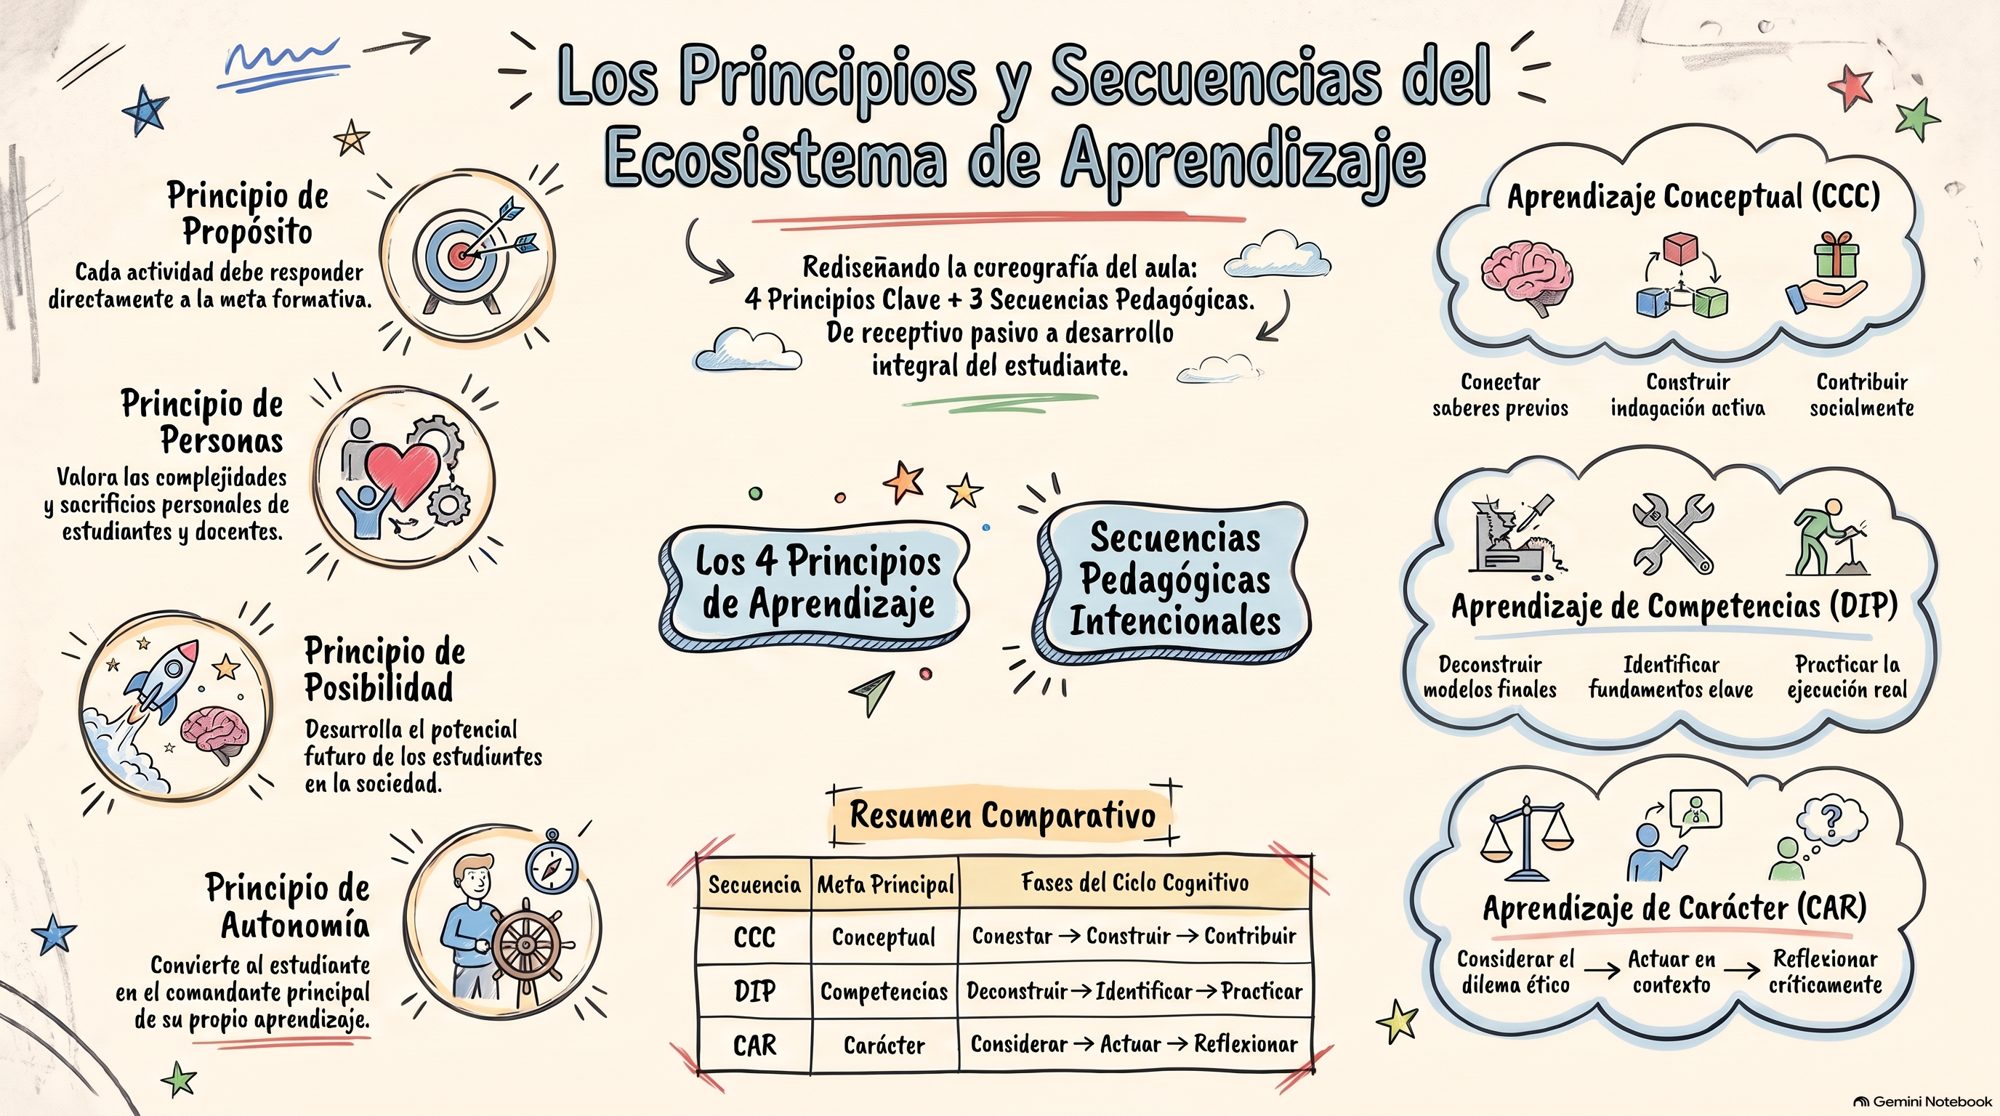 Los Principios y Secuencias del
Ecosistema de Aprendizaje
Rediseñando la coreografía del aula:
4 Principios Clave + 3 Secuencias Pedagógicas.
De receptivo pasivo a desarrollo
integral del estudiante.
Principio de
Propósito
Cada actividad debe responder
directamente a la meta formativa.
Principio de
Personas
Valora las complejidades
y sacrificios personales de
estudiantes y docentes.
Principio de
Posibilidad
Desurrolla el potencial
futuro de los estudiuntes
en la sociedad.
Principio de
Autonomía
Convierte al estudiante
en el comandante principal
de su propio aprendizaje.
Los 4 Principios
de Aprendizaje
Secuencias
Pedagógicas
Intencionales
Resumen Comparativo
Secuencia Meta Principal Fases del Ciclo Cognitivo
CCC Conceptual Conestar → Construir → Contribuir
DIP Competencias Deconstruir → Identificar → Practicar
CAR Carácter Considerar → Actuar → Reflexionar
Aprendizaje Conceptual (CCC)
Conectar
saberes previos
Construir
indagación activa
Contribuir
socialmente
Aprendizaje de Competencias (DIP)
Deconstruir
modelos finales
Identificar
fundamentos elave
Practicar la
ejecución real
?
Aprendizaje de Carácter (CAR)
Considerar el
dilema ético
→
Actuar en
contexto
→
Reflexionar
críticamente
Gemini Notebook